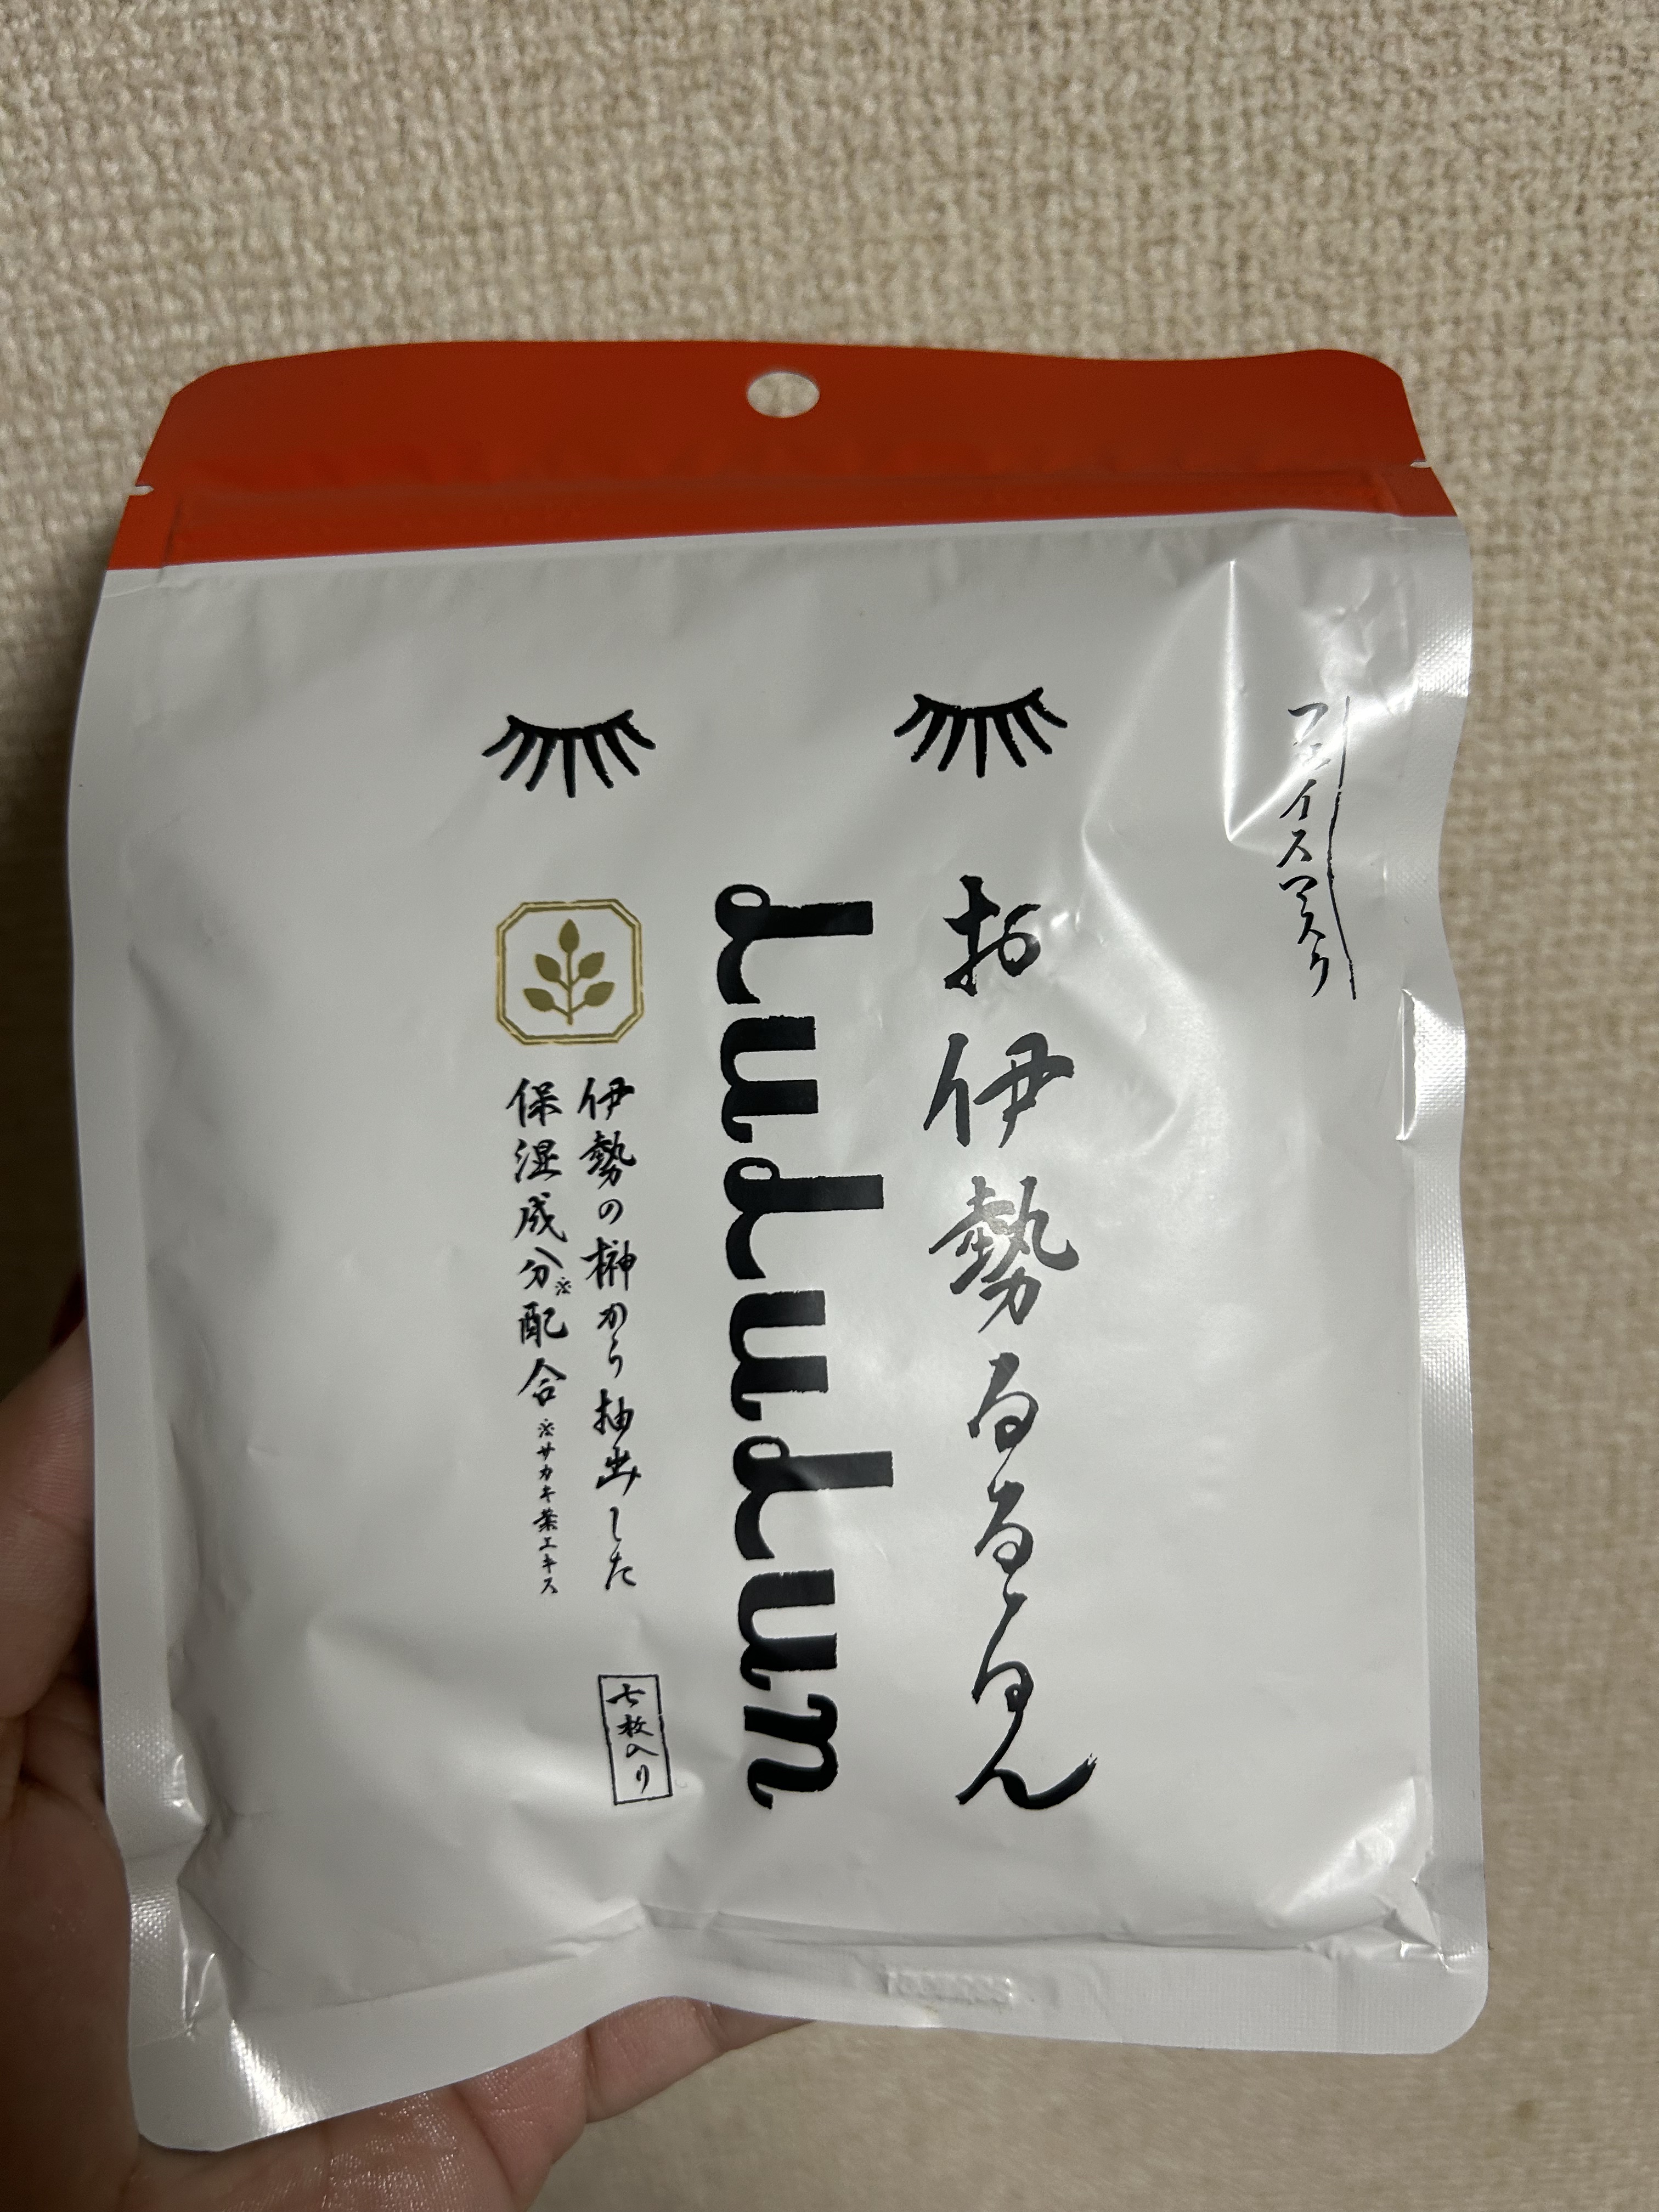 フェイスマスク
お伊勢るるるん
LuLuLun
伊勢の榊から抽出した
保湿成分※配合 ※サカキ葉エキス
七枚入り